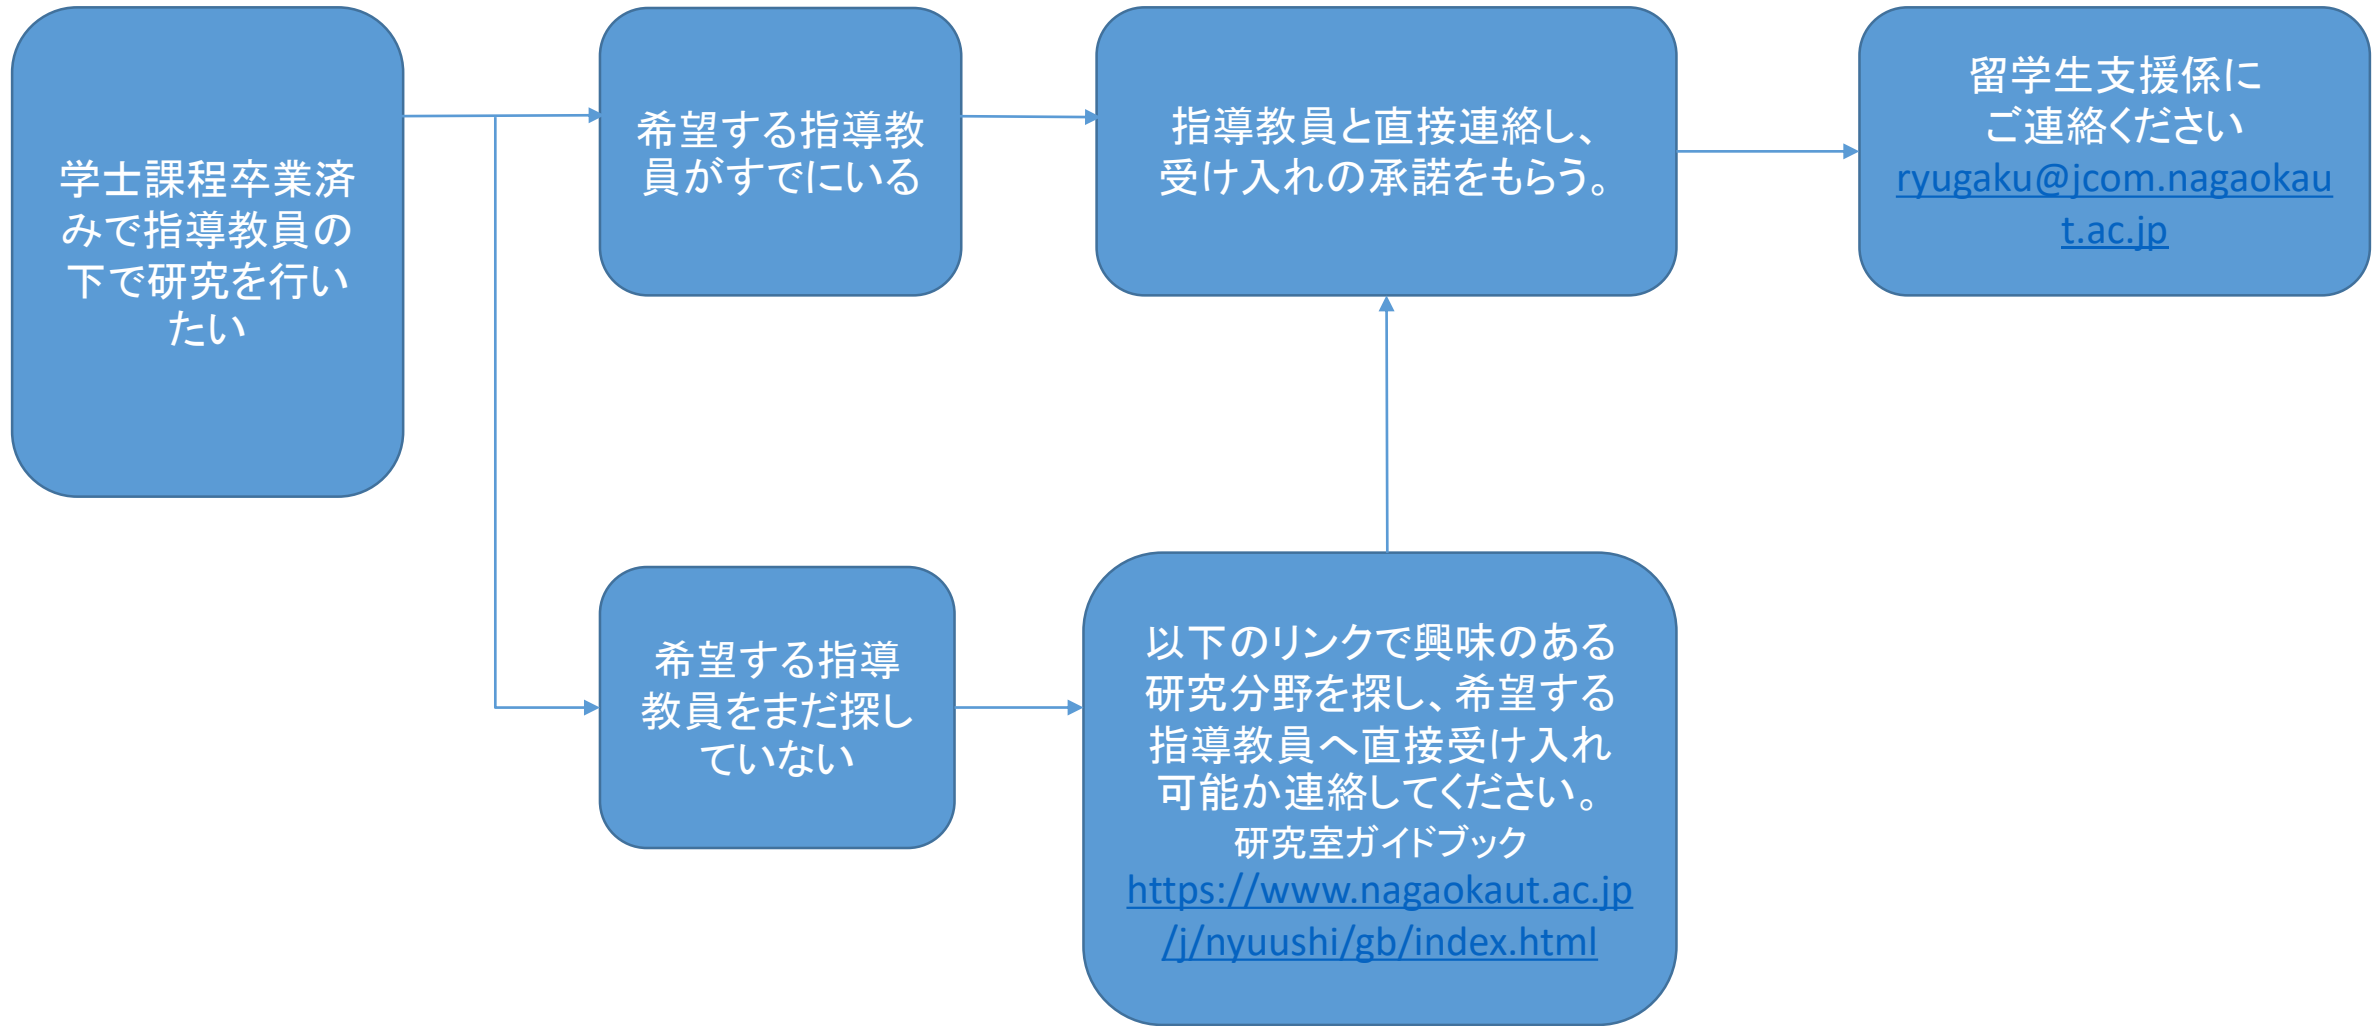 学士課程卒業済
みで指導教員の
下で研究を行い
たい
希望する指導教
員がすでにいる
指導教員と直接連絡し、
受け入れの承諾をもらう。
留学生支援係に
ご連絡ください
ryugaku@jcom.nagaokau
t.ac.jp
希望する指導
教員をまだ探し
ていない
以下のリンクで興味のある
研究分野を探し、希望する
指導教員へ直接受け入れ
可能か連絡してください。
研究室ガイドブック
https://www.nagaokaut.ac.jp
/j/nyuushi/gb/index.html